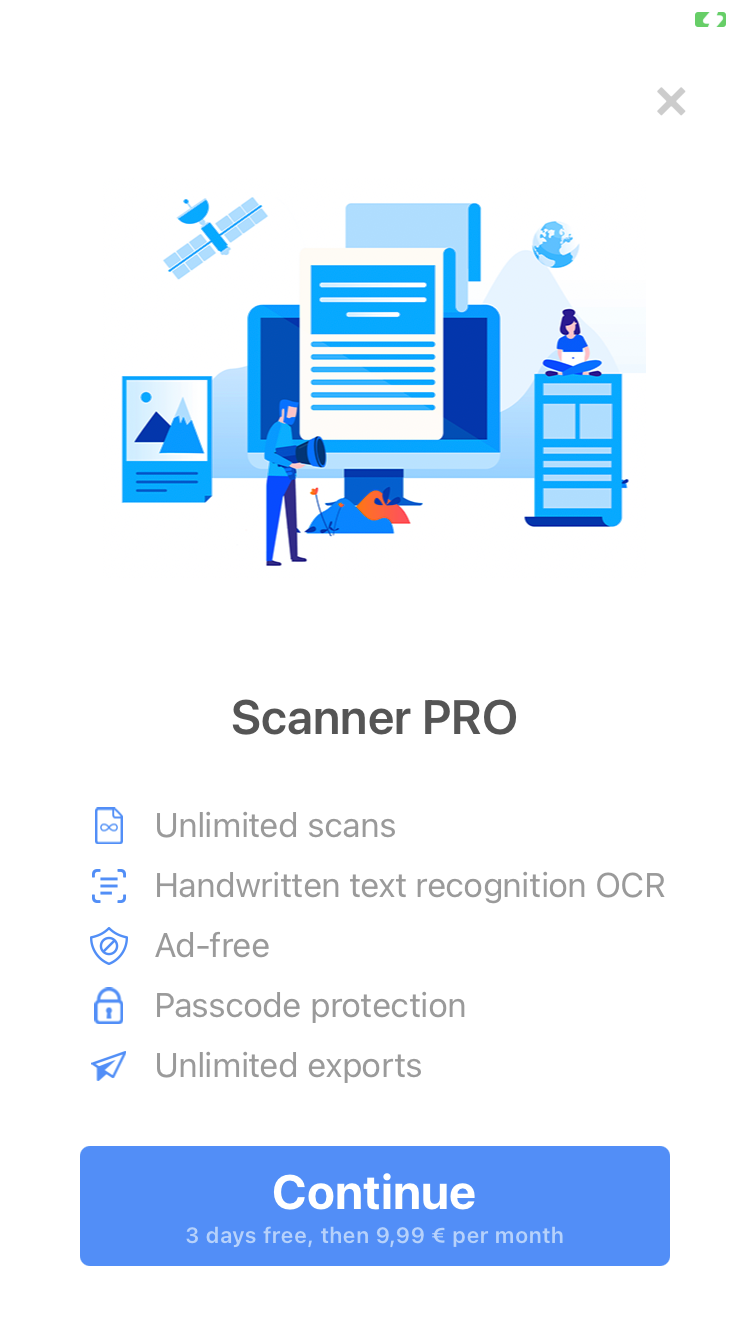 Scanner PRO
Unlimited scans
Handwritten text recognition OCR
Ad-free
Passcode protection
Unlimited exports
Continue
3 days free, then 9,99 € per month